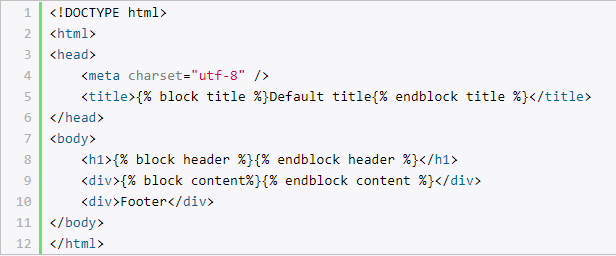 1 <!DOCTYPE html>
2 <html>
3 <head>
4     <meta charset="utf-8" />
5     <title>{% block title %}Default title{% endblock title %}</title>
6 </head>
7 <body>
8     <h1>{% block header %}{% endblock header %}</h1>
9     <div>{% block content%}{% endblock content %}</div>
10     <div>Footer</div>
11 </body>
12 </html>